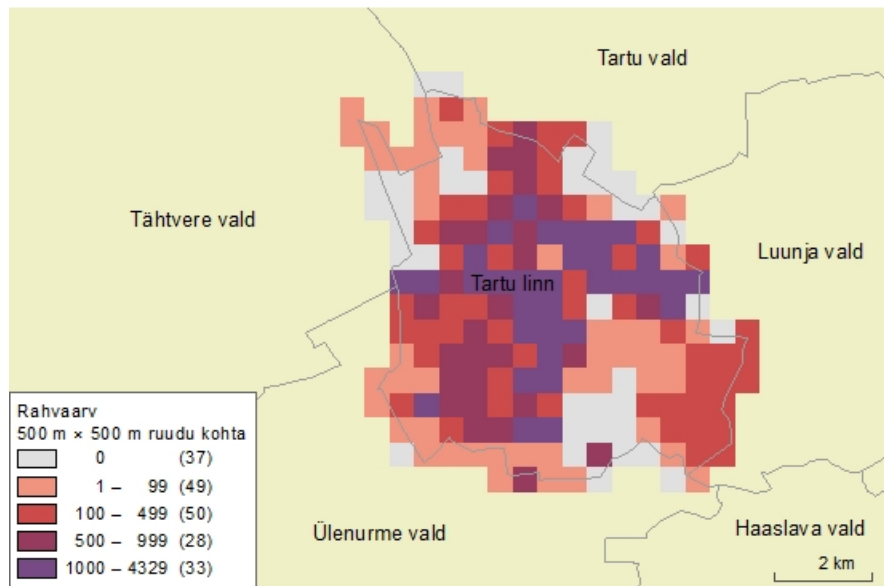 Tartu vald
Tähtvere vald
Luunja vald
Tartu linn
Rahvaarv
500 m × 500 m ruudu kohta
0 (37)
1 – 99 (49)
100 – 499 (50)
500 – 999 (28)
1000 – 4329 (33)
Ülenurme vald
Haaslava vald
2 km